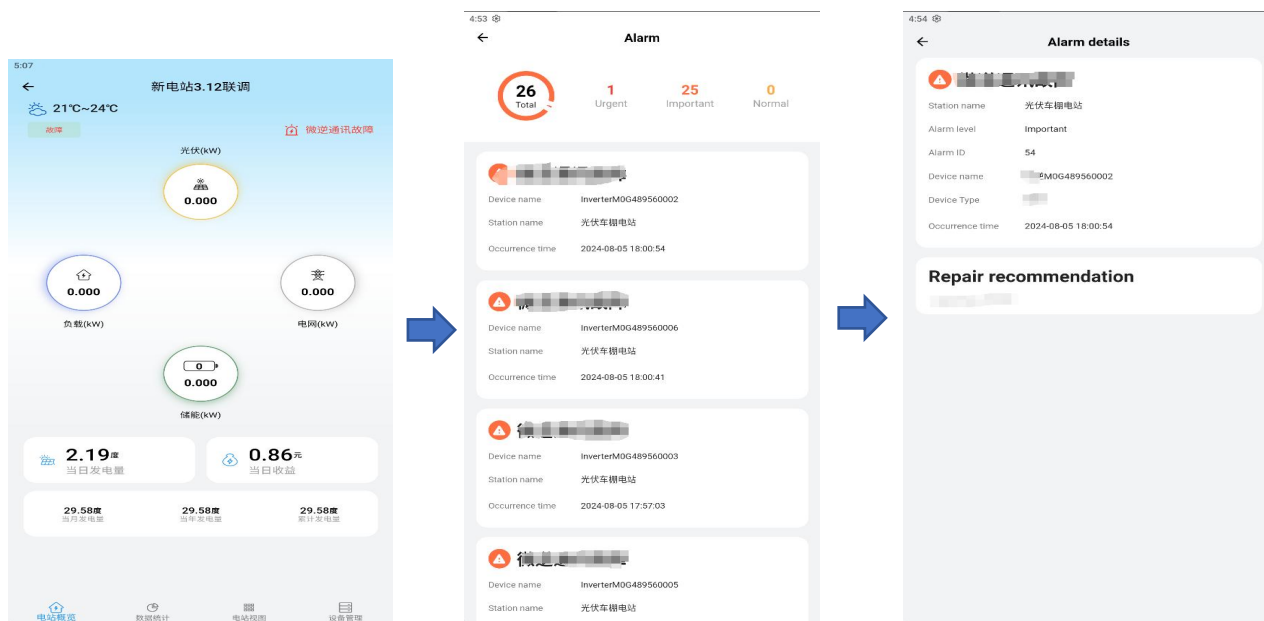 5:07
新电站3.12联调
21℃~24℃
故障
微逆通讯故障
光伏(kW)
0.000
0.000
0.000
负载(kW)
电网(kW)
0
0.000
储能(kW)
2.19度
当日发电量
0.86元
当日收益
29.58度
当月发电量
29.58度
当年发电量
29.58度
累计发电量
电站概览
数据统计
电站视图
设备管理
4:53
Alarm
26
Total
1
Urgent
25
Important
0
Normal
Device name InverterM0G489560002
Station name 光伏车棚电站
Occurrence time 2024-08-05 18:00:54
Device name InverterM0G489560006
Station name 光伏车棚电站
Occurrence time 2024-08-05 18:00:41
Device name InverterM0G489560003
Station name 光伏车棚电站
Occurrence time 2024-08-05 17:57:03
Device name InverterM0G489560005
Station name 光伏车棚电站
4:54
Alarm details
Station name 光伏车棚电站
Alarm level Important
Alarm ID 54
Device name M0G489560002
Device Type
Occurrence time 2024-08-05 18:00:54
Repair recommendation